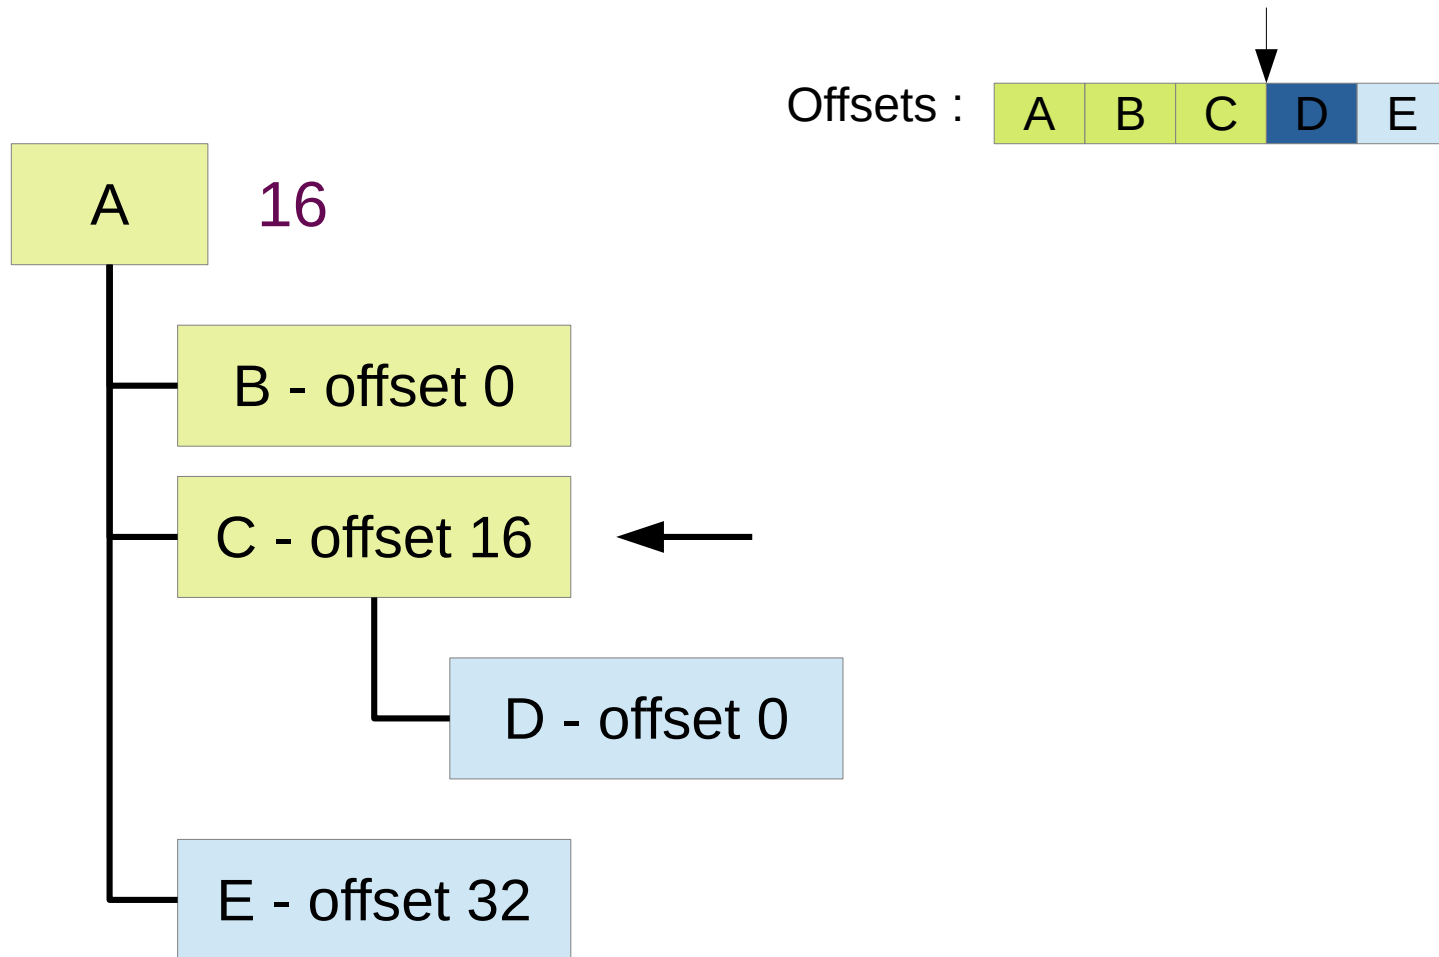 Offsets : A B C D E
A 16
B - offset 0
C - offset 16
D - offset 0
E - offset 32